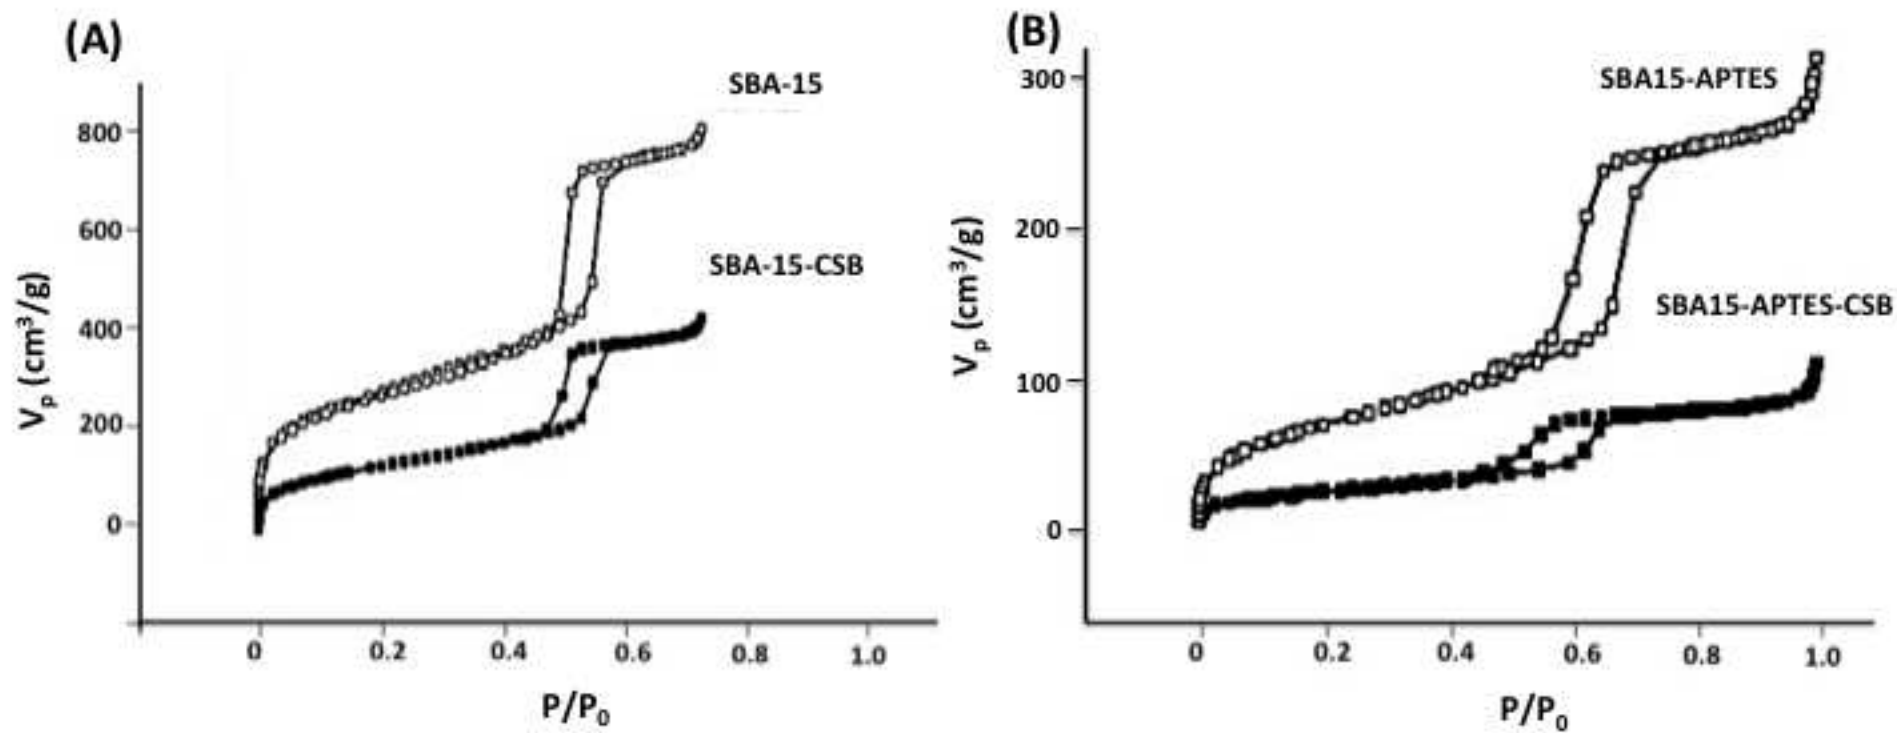 (A)
SBA-15
800
600
SBA-15-CSB
400
200
0
Vp (cm³/g)
0 0.2 0.4 0.6 0.8 1.0
P/P₀
(B)
SBA15-APTES
300
200
SBA15-APTES-CSB
100
0
Vp (cm³/g)
0 0.2 0.4 0.6 0.8 1.0
P/P₀